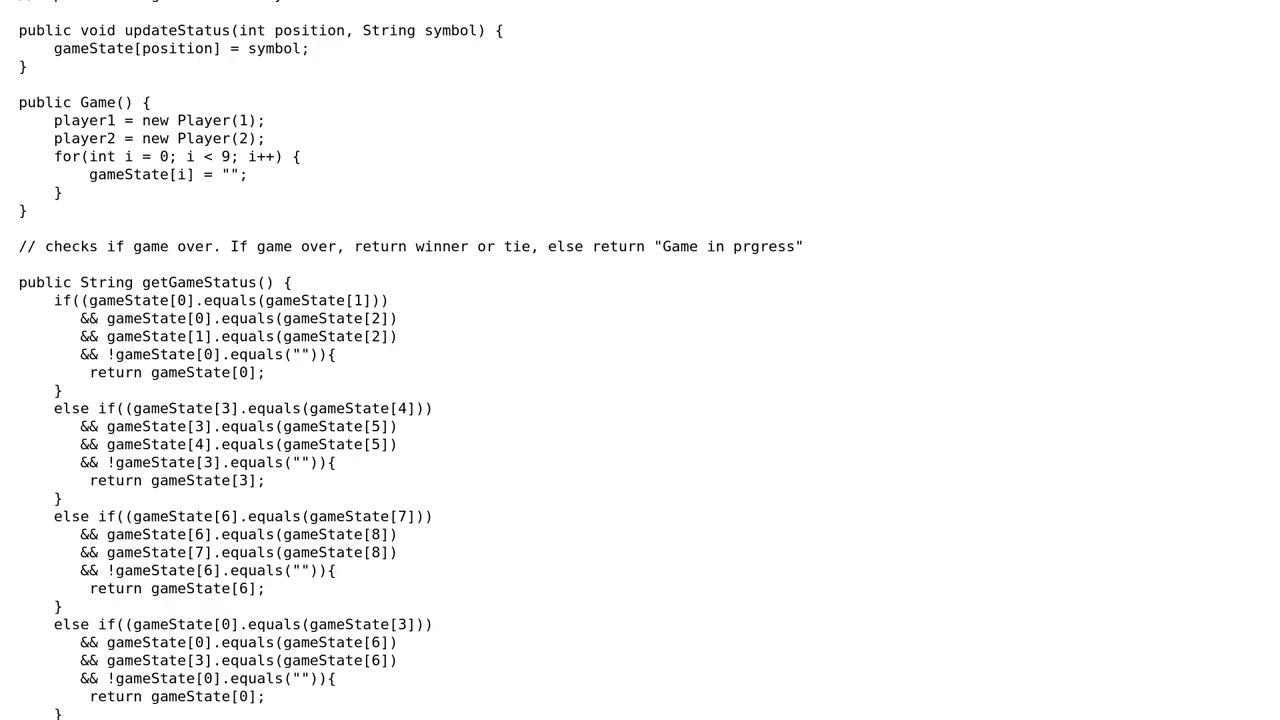 public void updateStatus(int position, String symbol) {
    gameState[position] = symbol;
}
public Game() {
    player1 = new Player(1);
    player2 = new Player(2);
    for(int i = 0; i < 9; i++) {
        gameState[i] = "";
    }
}
// checks if game over. If game over, return winner or tie, else return "Game in prgress"
public String getGameStatus() {
    if((gameState[0].equals(gameState[1]))
       && gameState[0].equals(gameState[2])
       && gameState[1].equals(gameState[2])
       && !gameState[0].equals("")){
        return gameState[0];
    }
    else if((gameState[3].equals(gameState[4]))
       && gameState[3].equals(gameState[5])
       && gameState[4].equals(gameState[5])
       && !gameState[3].equals("")){
        return gameState[3];
    }
    else if((gameState[6].equals(gameState[7]))
       && gameState[6].equals(gameState[8])
       && gameState[7].equals(gameState[8])
       && !gameState[6].equals("")){
        return gameState[6];
    }
    else if((gameState[0].equals(gameState[3]))
       && gameState[0].equals(gameState[6])
       && gameState[3].equals(gameState[6])
       && !gameState[0].equals("")){
        return gameState[0];
    }